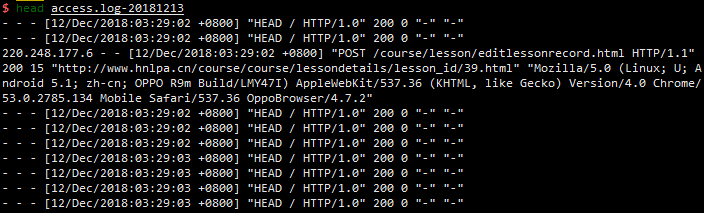 $ head access.log-20181213
- - - [12/Dec/2018:03:29:02 +0800] "HEAD / HTTP/1.0" 200 0 "-" "-"
- - - [12/Dec/2018:03:29:02 +0800] "HEAD / HTTP/1.0" 200 0 "-" "-"
220.248.177.6 - - [12/Dec/2018:03:29:02 +0800] "POST /course/lesson/editlessonrecord.html HTTP/1.1"
200 15 "http://www.hnlpa.cn/course/course/lessondetails/lesson_id/39.html" "Mozilla/5.0 (Linux; U; A
ndroid 5.1; zh-cn; OPPO R9m Build/LMY47I) AppleWebKit/537.36 (KHTML, like Gecko) Version/4.0 Chrome/
53.0.2785.134 Mobile Safari/537.36 OppoBrowser/4.7.2"
- - - [12/Dec/2018:03:29:02 +0800] "HEAD / HTTP/1.0" 200 0 "-" "-"
- - - [12/Dec/2018:03:29:02 +0800] "HEAD / HTTP/1.0" 200 0 "-" "-"
- - - [12/Dec/2018:03:29:02 +0800] "HEAD / HTTP/1.0" 200 0 "-" "-"
- - - [12/Dec/2018:03:29:03 +0800] "HEAD / HTTP/1.0" 200 0 "-" "-"
- - - [12/Dec/2018:03:29:03 +0800] "HEAD / HTTP/1.0" 200 0 "-" "-"
- - - [12/Dec/2018:03:29:03 +0800] "HEAD / HTTP/1.0" 200 0 "-" "-"
- - - [12/Dec/2018:03:29:03 +0800] "HEAD / HTTP/1.0" 200 0 "-" "-"